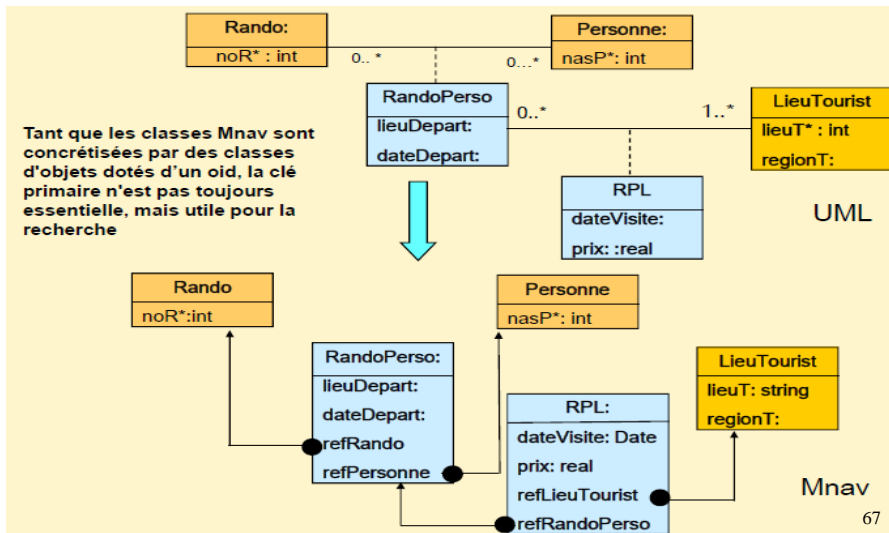 Rando:
noR* : int
0.. *
0...*
Personne:
nasP*: int
RandoPerso
lieuDepart:
dateDepart:
0..*
1..*
LieuTourist
lieuT* : int
regionT:
RPL
dateVisite:
prix: :real
UML
Tant que les classes Mnav sont
concrétisées par des classes
d'objets dotés d'un oid, la clé
primaire n'est pas toujours
essentielle, mais utile pour la
recherche
Rando
noR*:int
Personne
nasP*: int
RandoPerso:
lieuDepart:
dateDepart:
refRando
refPersonne
RPL:
dateVisite: Date
prix: real
refLieuTourist
refRandoPerso
LieuTourist
lieuT: string
regionT:
Mnav
67